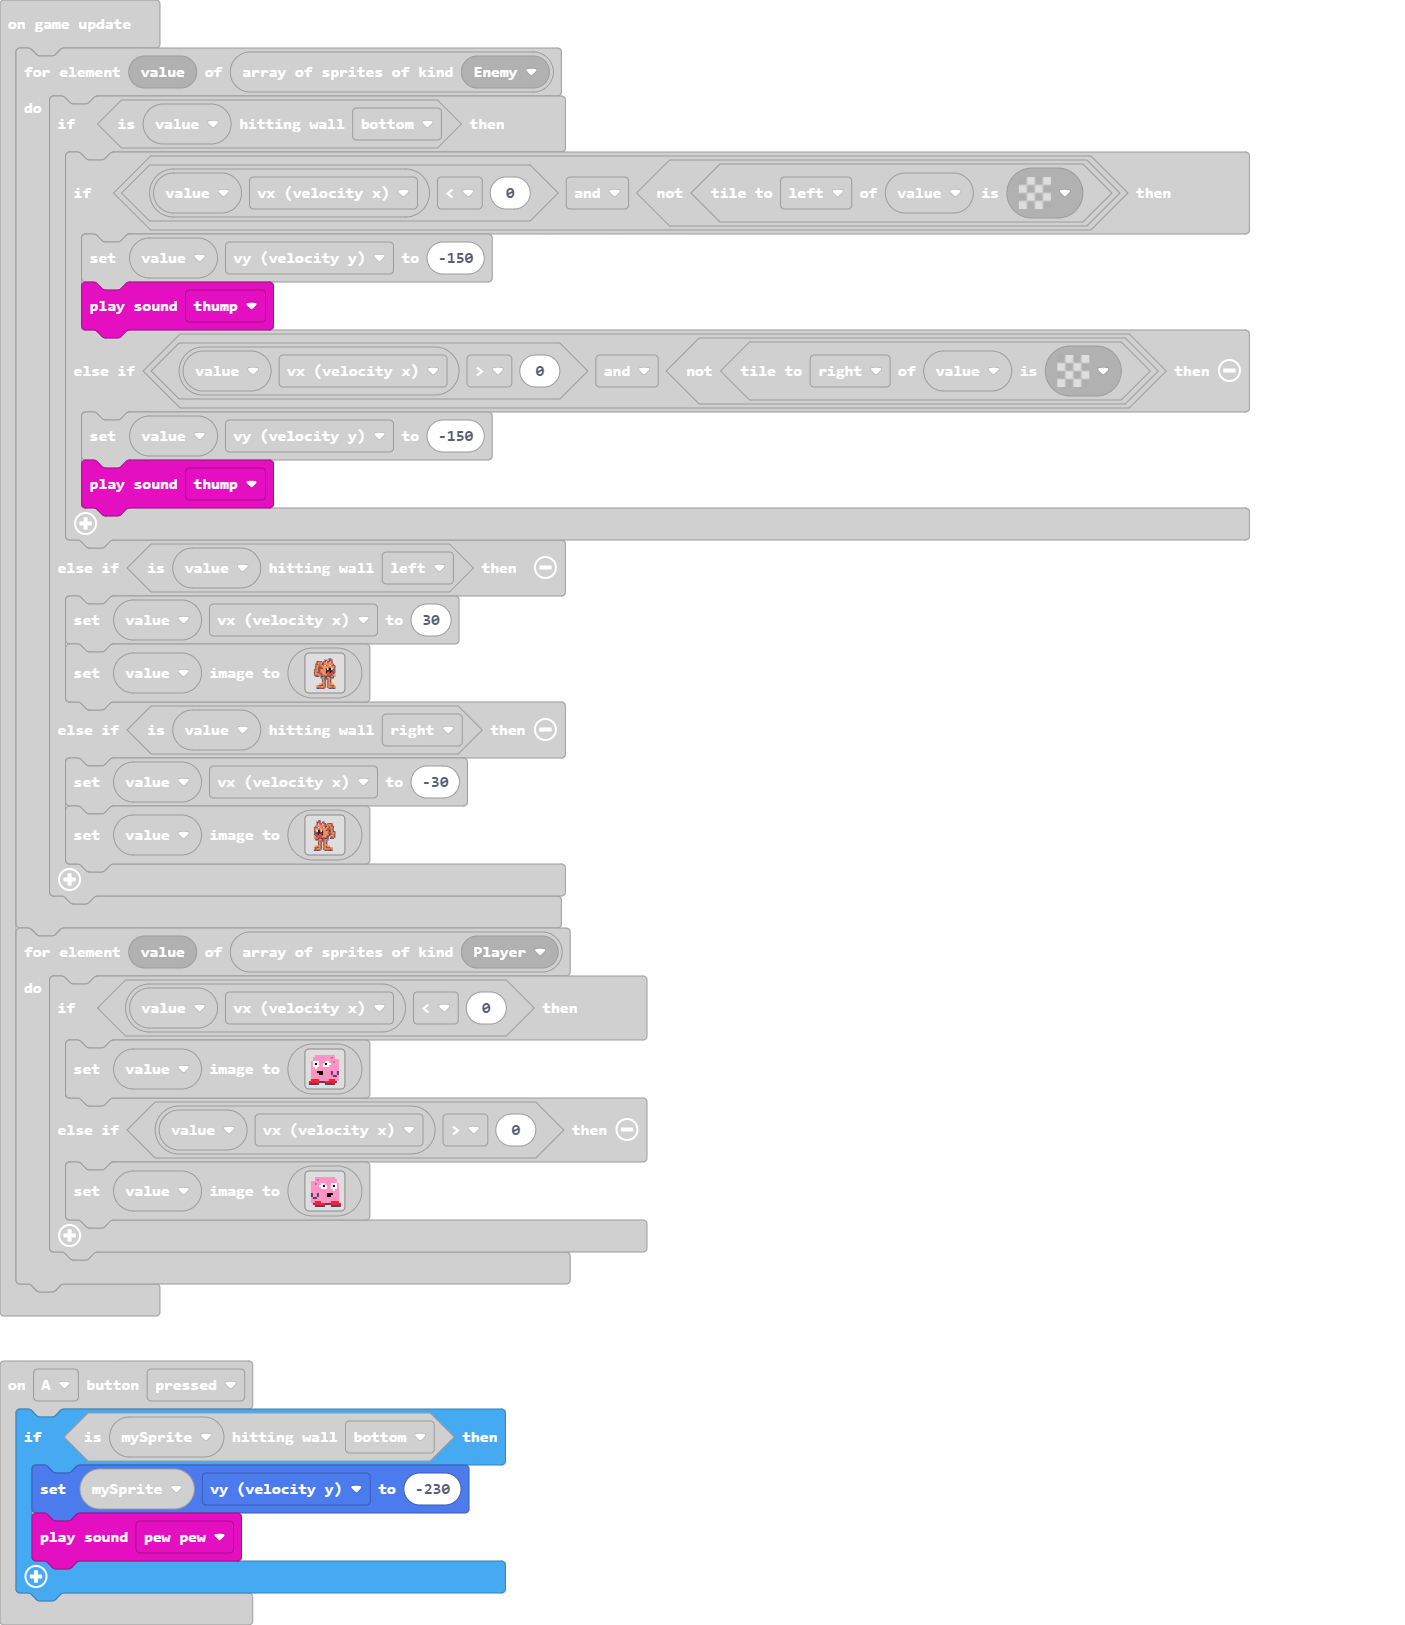 on game update
for element value of array of sprites of kind Enemy
do
if is value hitting wall bottom then
if value vx (velocity x) < 0 and not tile to left of value is then
set value vy (velocity y) to -150
play sound thump
else if value vx (velocity x) > 0 and not tile to right of value is then
set value vy (velocity y) to -150
play sound thump
else if is value hitting wall left then
set value vx (velocity x) to 30
set value image to
else if is value hitting wall right then
set value vx (velocity x) to -30
set value image to
for element value of array of sprites of kind Player
do
if value vx (velocity x) < 0 then
set value image to
else if value vx (velocity x) > 0 then
set value image to
on A button pressed
if is mySprite hitting wall bottom then
set mySprite vy (velocity y) to -230
play sound pew pew